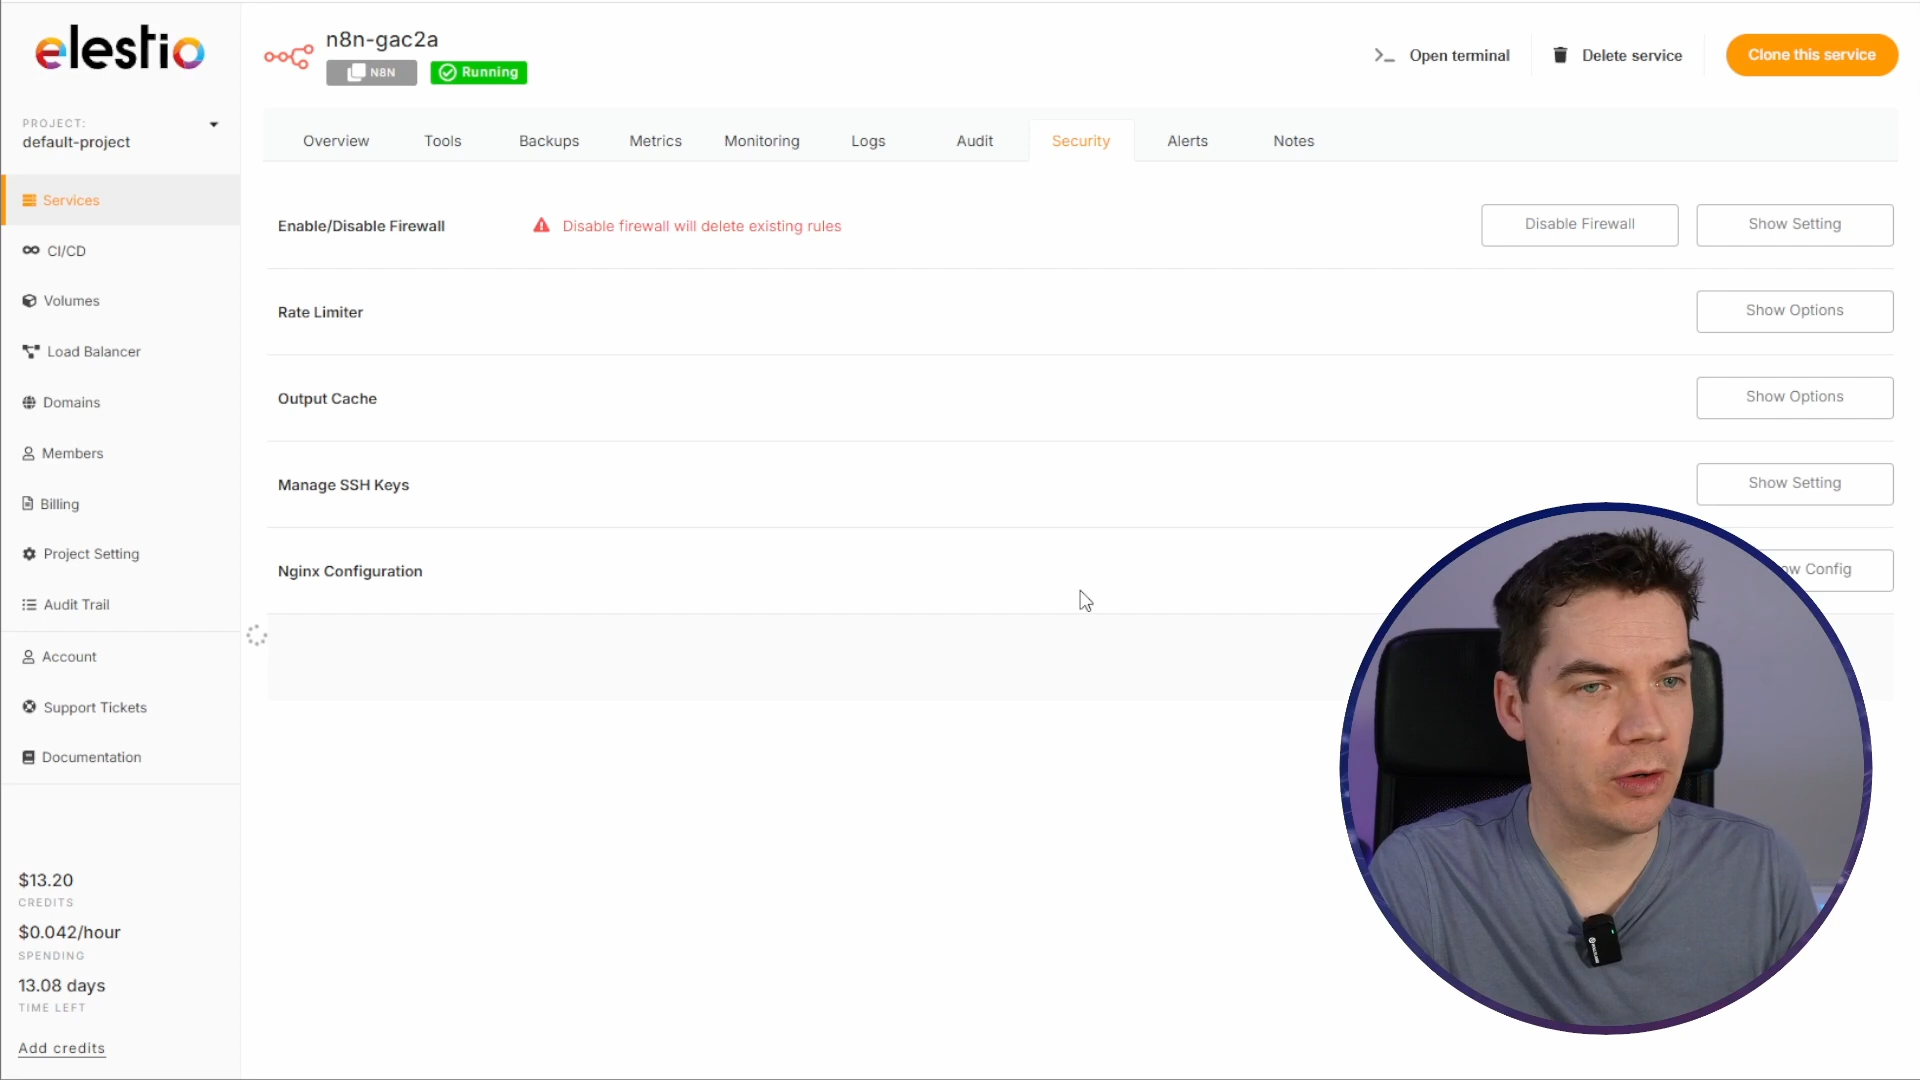 elestio
PROJECT:
default-project
Services
CI/CD
Volumes
Load Balancer
Domains
Members
Billing
Project Setting
Audit Trail
Account
Support Tickets
Documentation
$13.20
CREDITS
$0.042/hour
SPENDING
13.08 days
TIME LEFT
Add credits
n8n-gac2a
N8N
Running
Open terminal
Delete service
Clone this service
Overview
Tools
Backups
Metrics
Monitoring
Logs
Audit
Security
Alerts
Notes
Enable/Disable Firewall
Disable firewall will delete existing rules
Disable Firewall
Show Setting
Rate Limiter
Show Options
Output Cache
Show Options
Manage SSH Keys
Show Setting
Nginx Configuration
ow Config